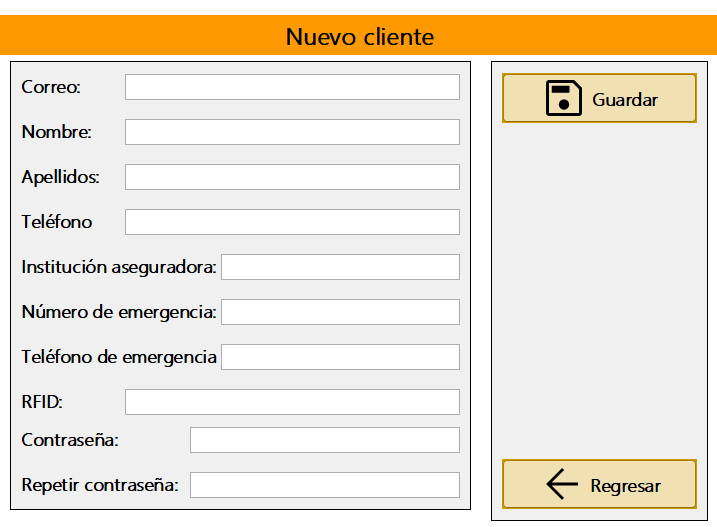 Nuevo cliente
Correo:
Nombre:
Apellidos:
Teléfono
Institución aseguradora:
Número de emergencia:
Teléfono de emergencia
RFID:
Contraseña:
Repetir contraseña:
Guardar
Regresar